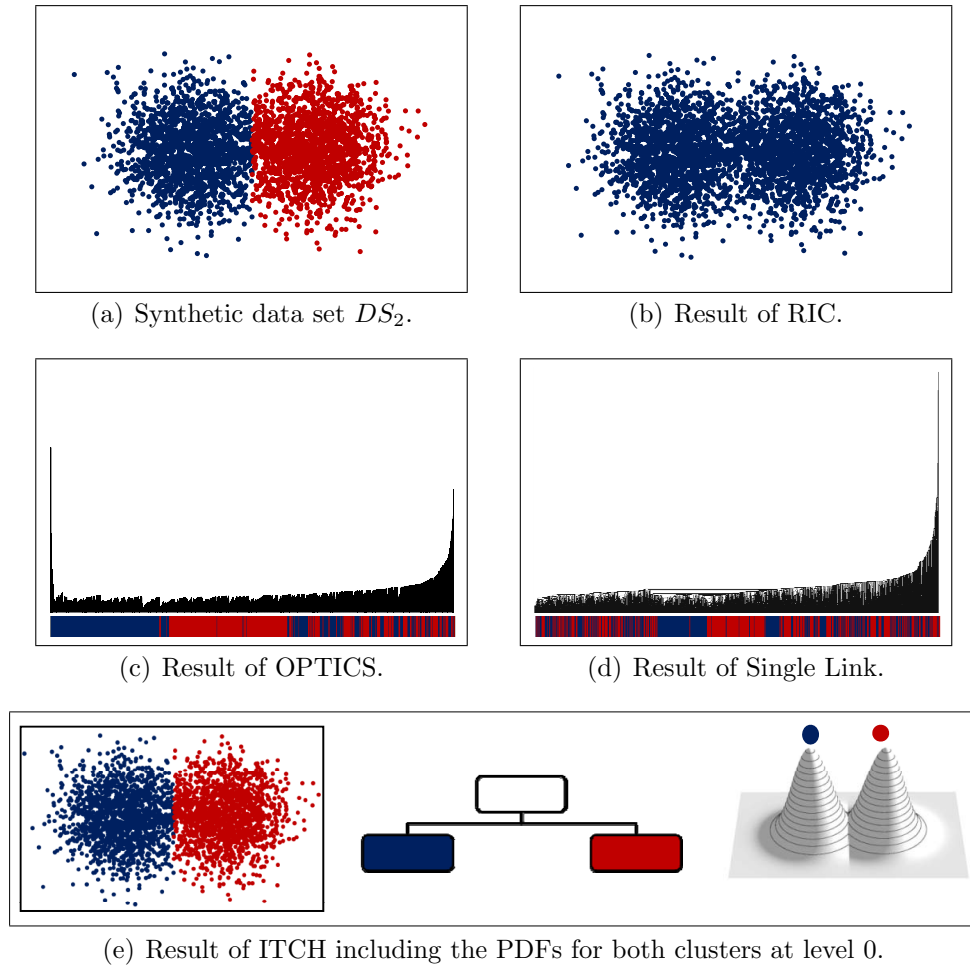 (a) Synthetic data set DS₂.
(b) Result of RIC.
(c) Result of OPTICS.
(d) Result of Single Link.
(e) Result of ITCH including the PDFs for both clusters at level 0.